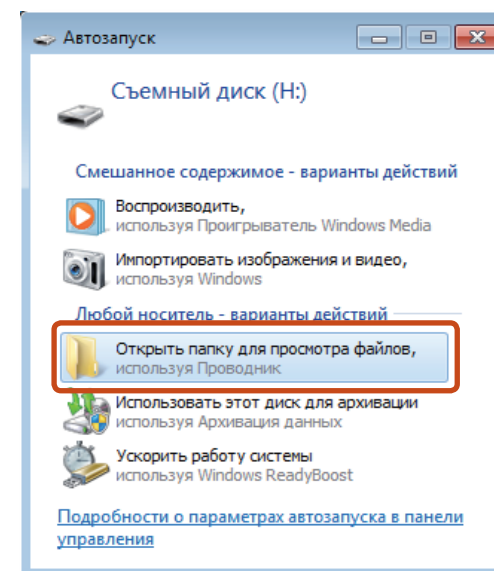 Автозапуск
Съемный диск (H:)
Смешанное содержимое - варианты действий
Воспроизводить,
используя Проигрыватель Windows Media
Импортировать изображения и видео,
используя Windows
Любой носитель - варианты действий
Открыть папку для просмотра файлов,
используя Проводник
Использовать этот диск для архивации
используя Архивация данных
Ускорить работу системы
используя Windows ReadyBoost
Подробности о параметрах автозапуска в панели
управления